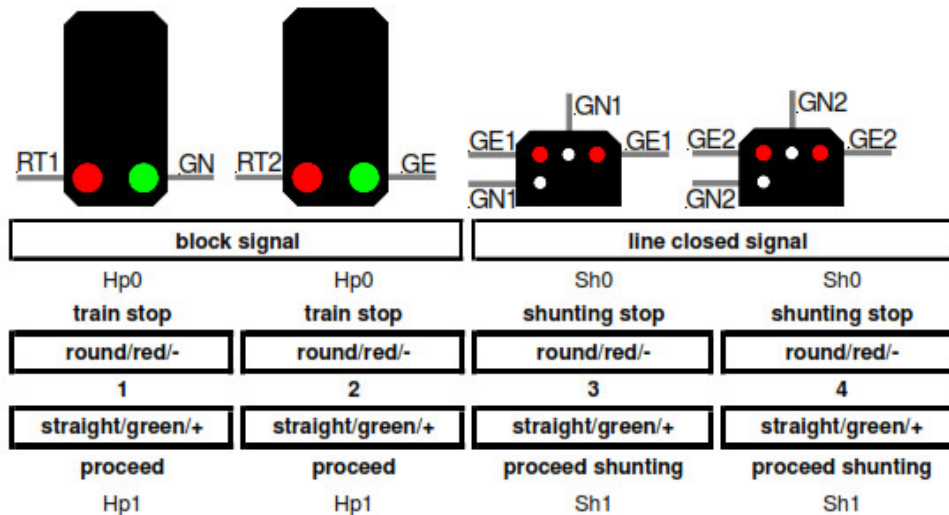 GN1
GN2
GE1 GE1 GE2 GE2
RT1 GN RT2 GE
GN1 GN2
block signal line closed signal
Hp0 Hp0 Sh0 Sh0
train stop train stop shunting stop shunting stop
round/red/- round/red/- round/red/- round/red/-
1 2 3 4
straight/green/+ straight/green/+ straight/green/+ straight/green/+
proceed proceed proceed shunting proceed shunting
Hp1 Hp1 Sh1 Sh1